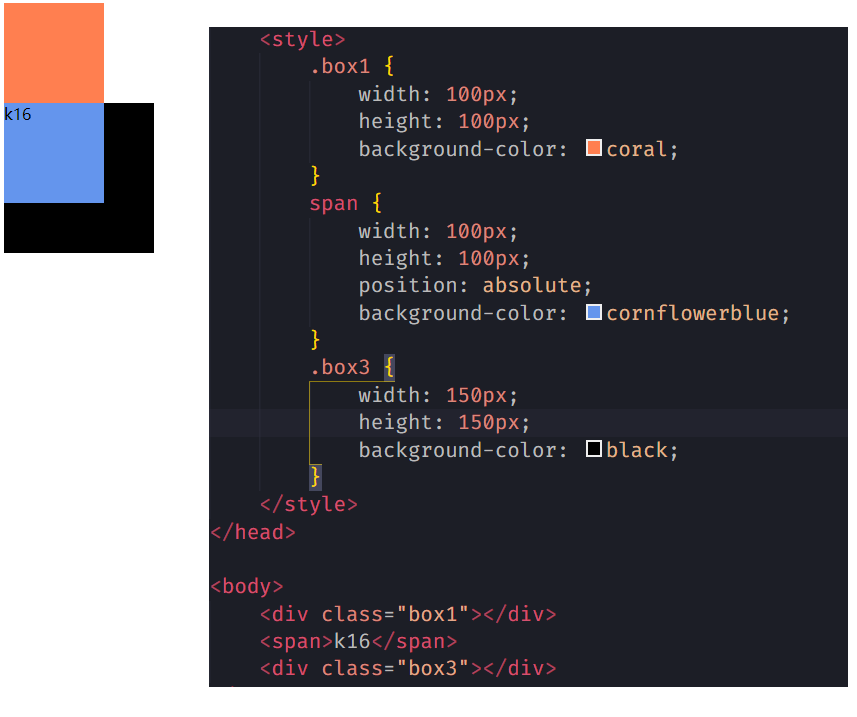 k16
<style>
.box1 {
width: 100px;
height: 100px;
background-color: coral;
}
span {
width: 100px;
height: 100px;
position: absolute;
background-color: cornflowerblue;
}
.box3 {
width: 150px;
height: 150px;
background-color: black;
}
</style>
</head>
<body>
<div class="box1"></div>
<span>k16</span>
<div class="box3"></div>